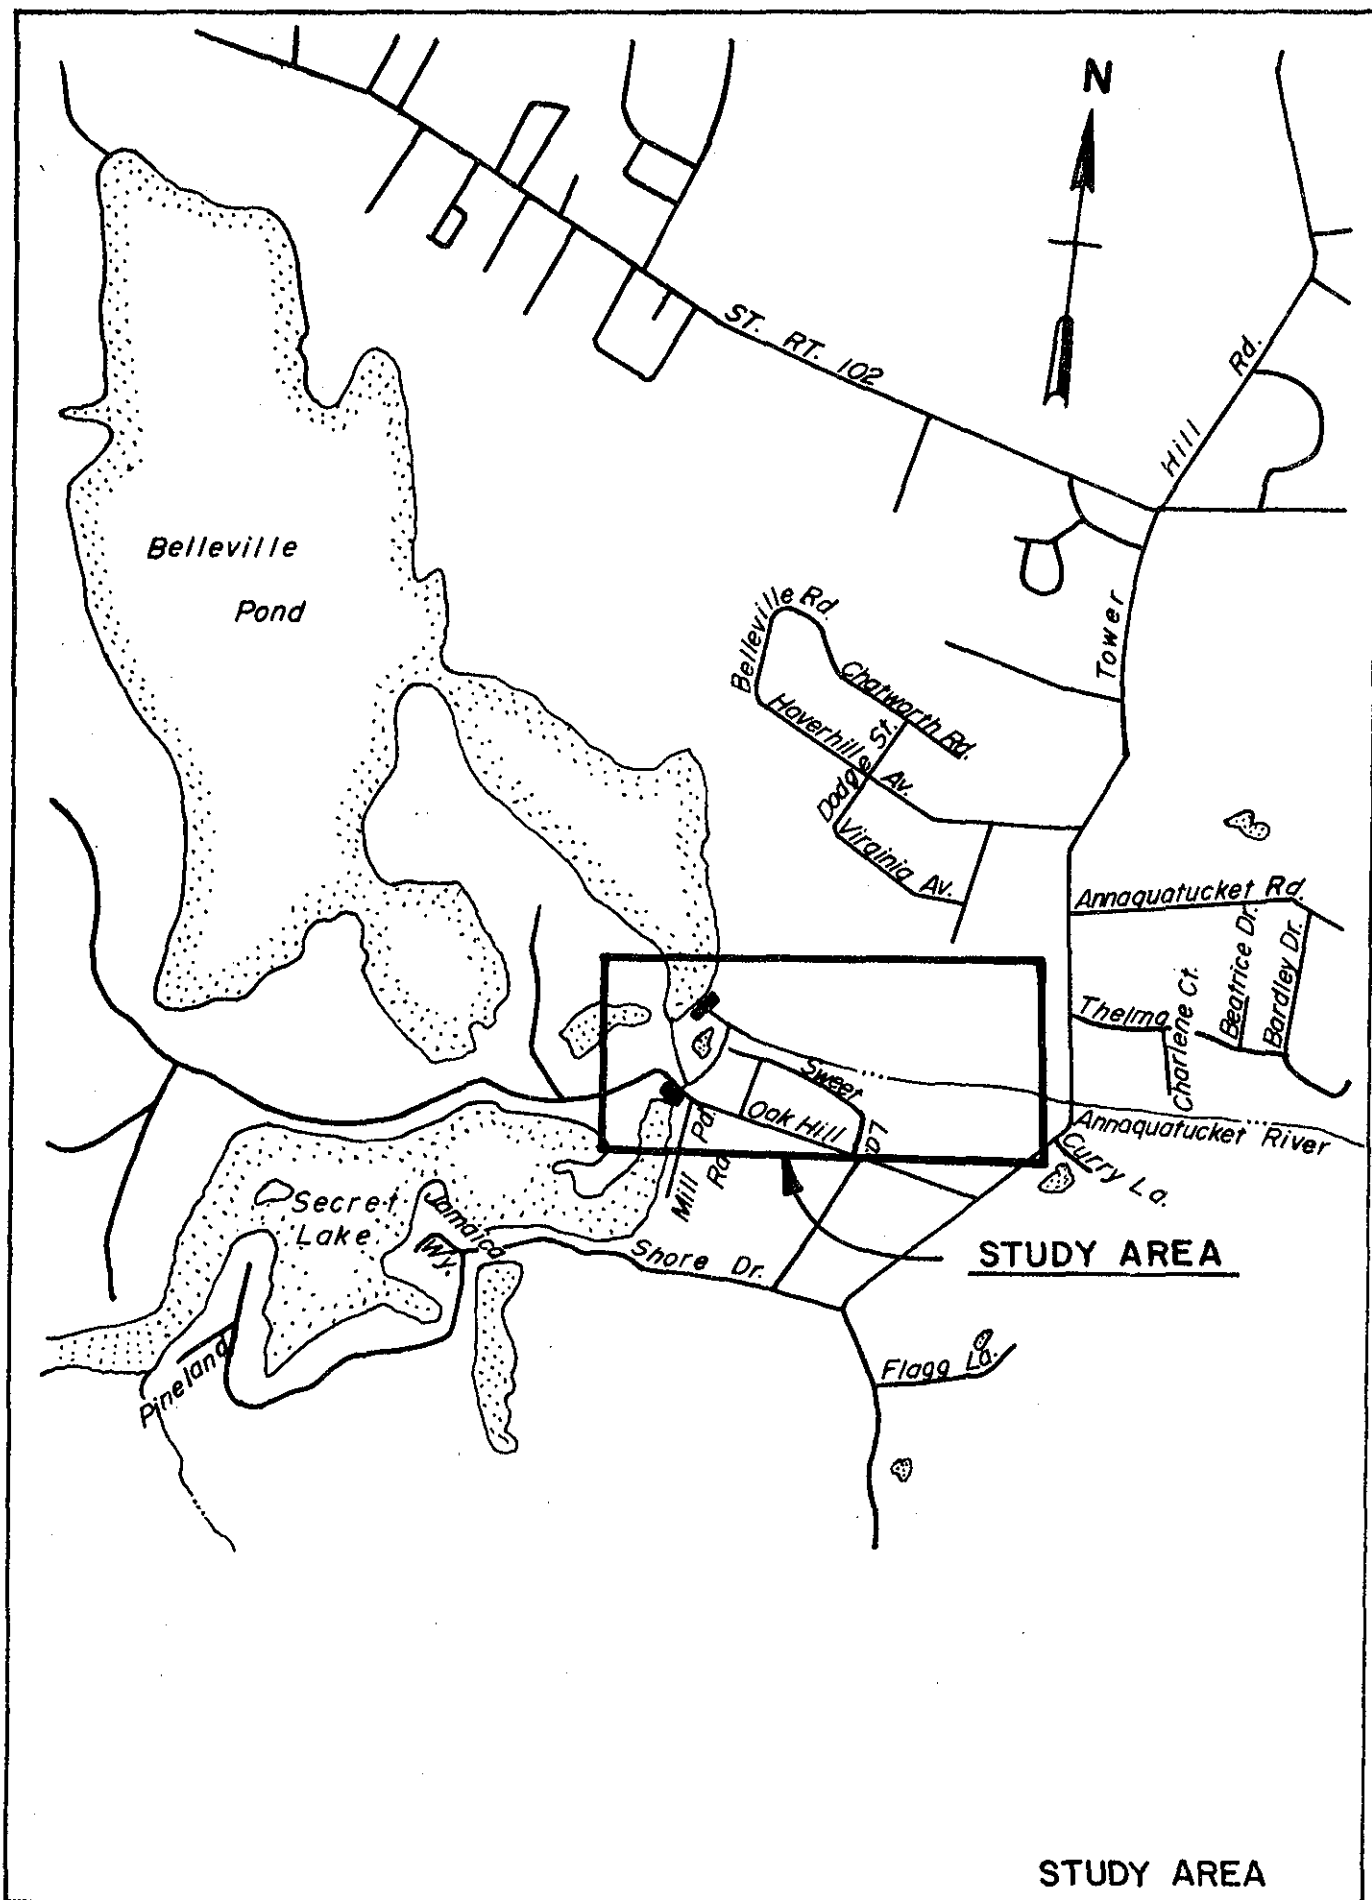 N
ST. RT. 102
Hill Rd.
Tower
Belleville
Pond
Belleville Rd.
Chatworth Rd.
Haverhill Av.
Dodge St.
Virginia Av.
Annaquatucket Rd.
Beatrice Dr.
Bardley Dr.
Thelma
Charlene Ct.
Sweet
Oak Hill
Mill Pd.
Rd
Annaquatucket River
Curry La.
Secret
Lake
Jamaica
Wy.
Shore Dr.
STUDY AREA
Pineland
Flagg La.
STUDY AREA